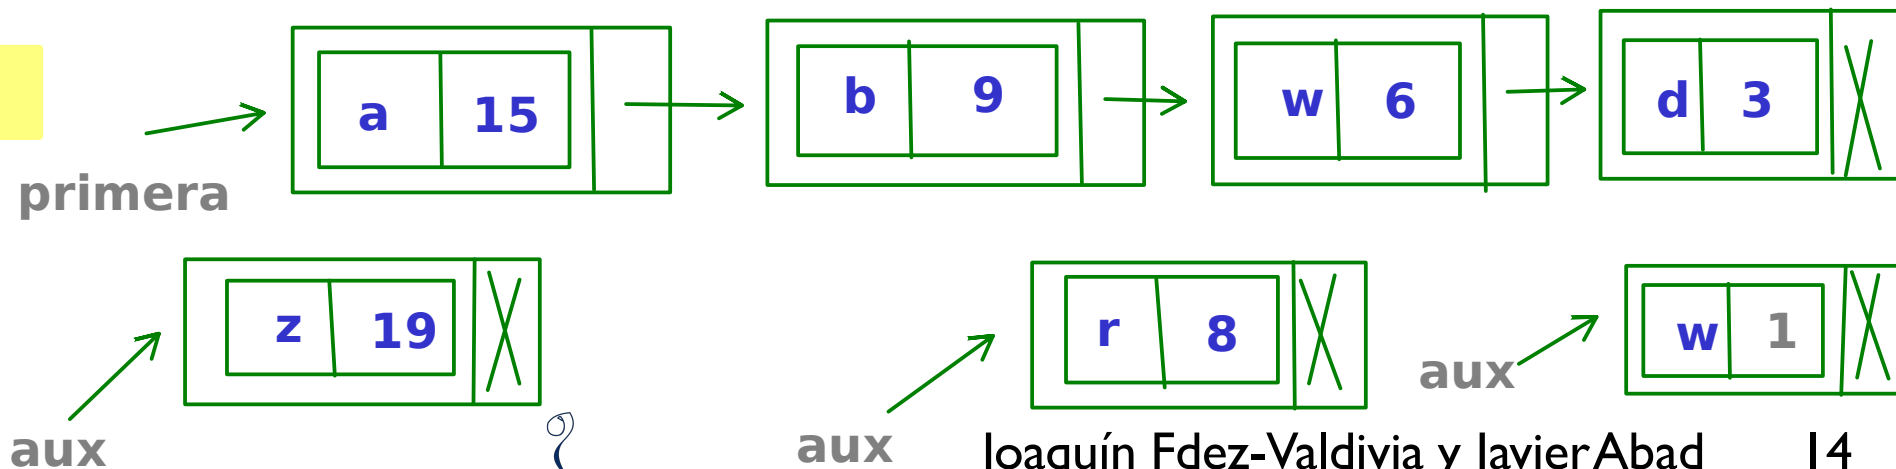 a 15 b 9 w 6 d 3
primera
z 19 r 8 w 1
aux
aux aux
Joaquín Fdez-Valdivia y Javier Abad 14